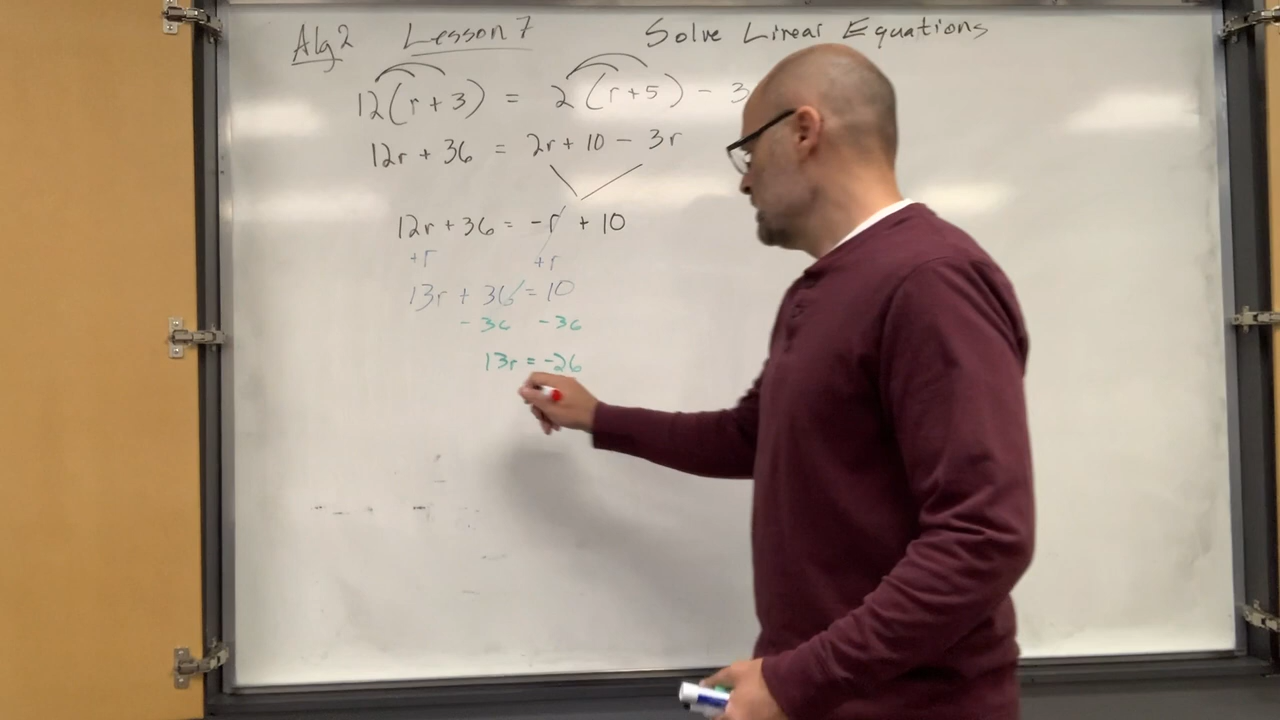 Alg2 Lesson 7 Solve Linear Equations
12(r+3) = 2(r+5) - 3
12r + 36 = 2r + 10 - 3r
12r + 36 = -r + 10
+r +r
13r + 36 = 10
-36 -36
13r = -26